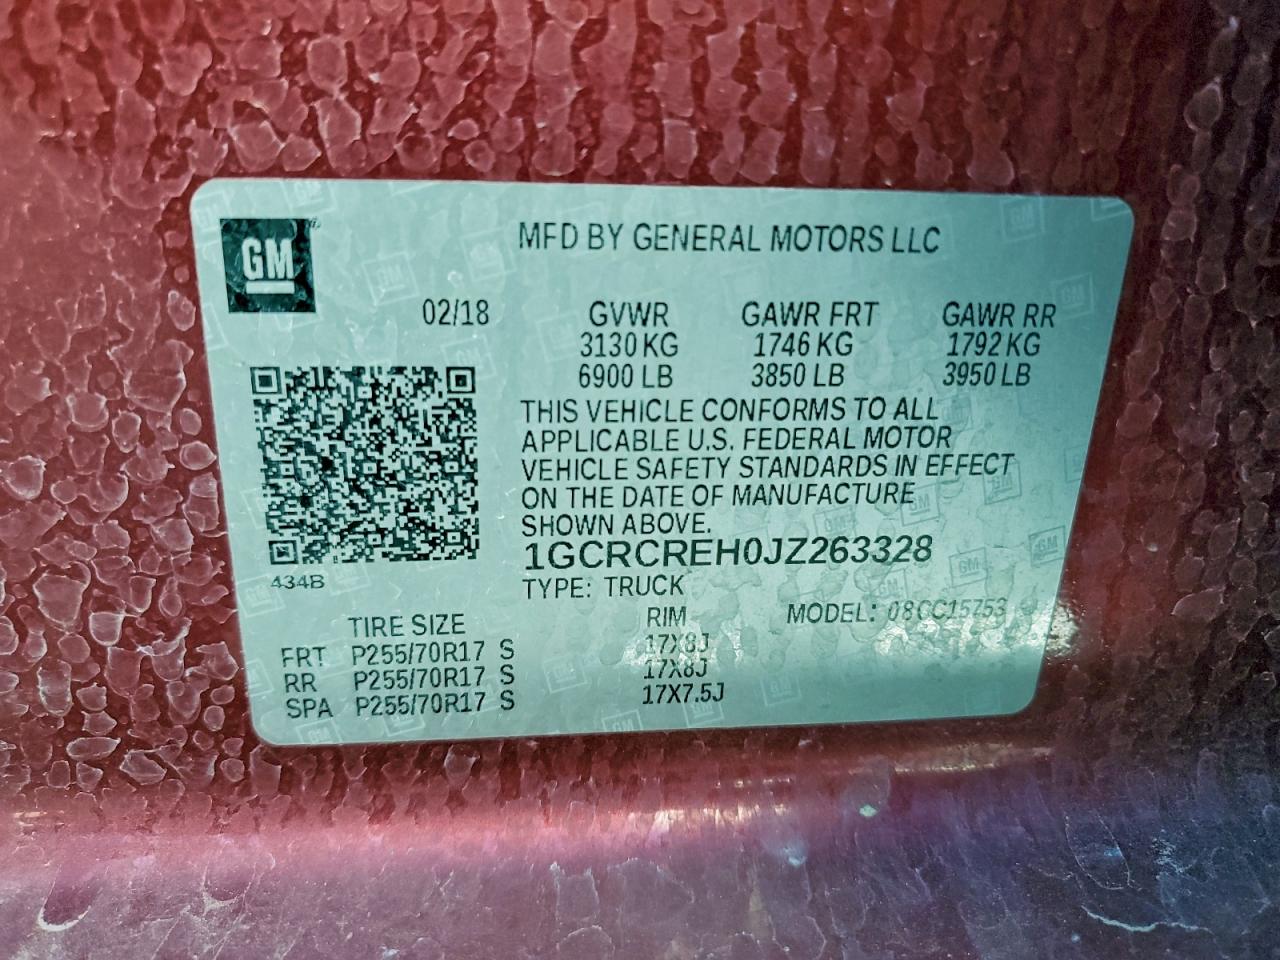 GM
MFD BY GENERAL MOTORS LLC
02/18 GVWR GAWR FRT GAWR RR
3130 KG 1746 KG 1792 KG
6900 LB 3850 LB 3950 LB
THIS VEHICLE CONFORMS TO ALL
APPLICABLE U.S. FEDERAL MOTOR
VEHICLE SAFETY STANDARDS IN EFFECT
ON THE DATE OF MANUFACTURE
SHOWN ABOVE.
1GCRCREH0JZ263328
434B
TYPE: TRUCK
TIRE SIZE RIM MODEL:
FRT P255/70R17 S 17X8J
RR P255/70R17 S 17X8J
SPA P255/70R17 S 17X7.5J